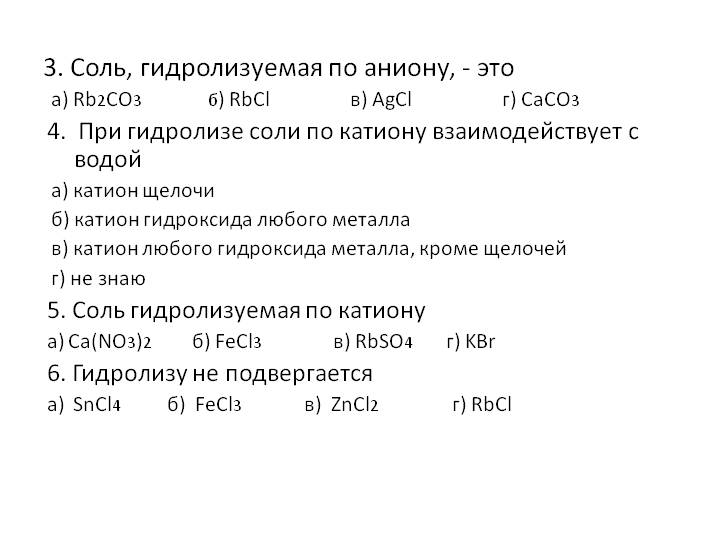 3. Соль, гидролизуемая по аниону, - это
а) Rb2CO3 б) RbCl в) AgCl г) CaCO3
4. При гидролизе соли по катиону взаимодействует с
водой
а) катион щелочи
б) катион гидроксида любого металла
в) катион любого гидроксида металла, кроме щелочей
г) не знаю
5. Соль гидролизуемая по катиону
а) Ca(NO3)2 б) FeCl3 в) RbSO4 г) KBr
6. Гидролизу не подвергается
а) SnCl4 б) FeCl3 в) ZnCl2 г) RbCl